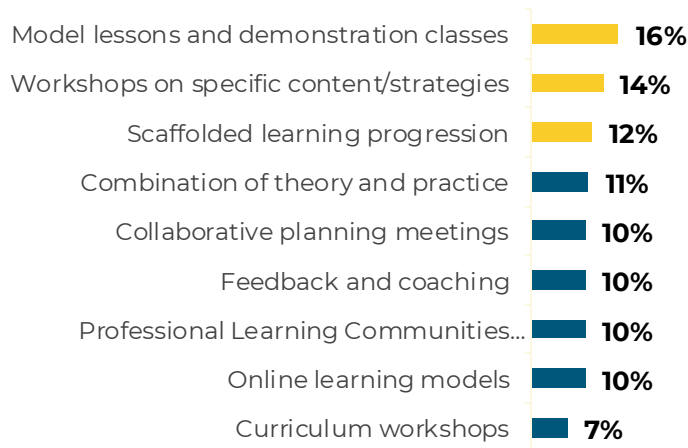 Model lessons and demonstration classes 16%
Workshops on specific content/strategies 14%
Scaffolded learning progression 12%
Combination of theory and practice 11%
Collaborative planning meetings 10%
Feedback and coaching 10%
Professional Learning Communities... 10%
Online learning models 10%
Curriculum workshops 7%